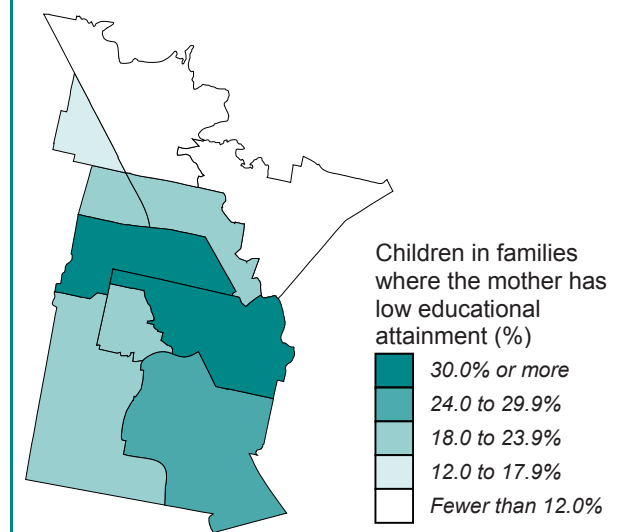 Children in families
where the mother has
low educational
attainment (%)
30.0% or more
24.0 to 29.9%
18.0 to 23.9%
12.0 to 17.9%
Fewer than 12.0%